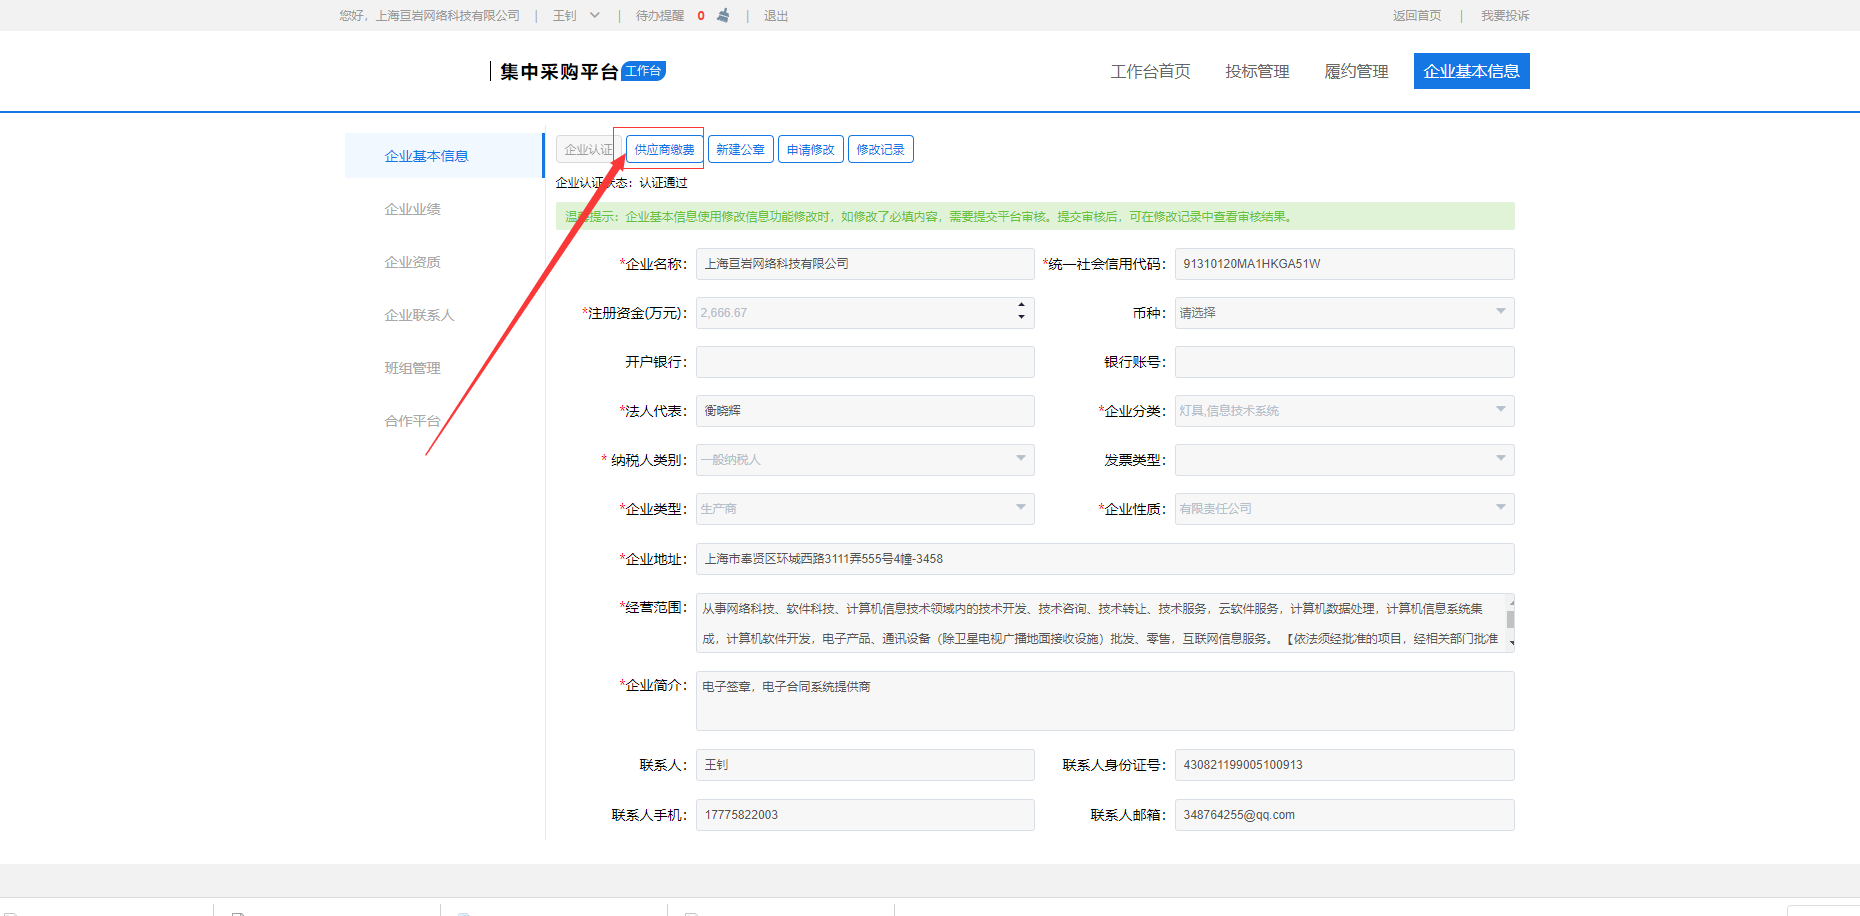 您好，上海亘岩网络科技有限公司 | 王钊 | 待办提醒 0 | 退出 返回首页 | 我要投诉
集中采购平台 工作台 工作台首页 投标管理 履约管理 企业基本信息
企业基本信息
企业业绩
企业资质
企业联系人
班组管理
合作平台
企业认证 供应商缴费 新建公章 申请修改 修改记录
企业认证状态：认证通过
温馨提示：企业基本信息使用修改信息功能修改时，如修改了必填内容，需要提交平台审核。提交审核后，可在修改记录中查看审核结果。
*企业名称： 上海亘岩网络科技有限公司 *统一社会信用代码： 91310120MA1HKGA51W
*注册资金(万元)： 2,666.67 币种： 请选择
开户银行： 银行账号：
*法人代表： 衡晓辉 *企业分类： 灯具,信息技术系统
* 纳税人类别： 一般纳税人 发票类型：
*企业类型： 生产商 *企业性质： 有限责任公司
*企业地址： 上海市奉贤区环城西路3111弄555号4幢-3458
*经营范围： 从事网络科技、软件科技、计算机信息技术领域内的技术开发、技术咨询、技术转让、技术服务，云软件服务，计算机数据处理，计算机信息系统集
成，计算机软件开发，电子产品、通讯设备（除卫星电视广播地面接收设施）批发、零售，互联网信息服务。 【依法须经批准的项目，经相关部门批准
*企业简介： 电子签章，电子合同系统提供商
联系人： 王钊 联系人身份证号： 430821199005100913
联系人手机： 17775822003 联系人邮箱： 348764255@qq.com